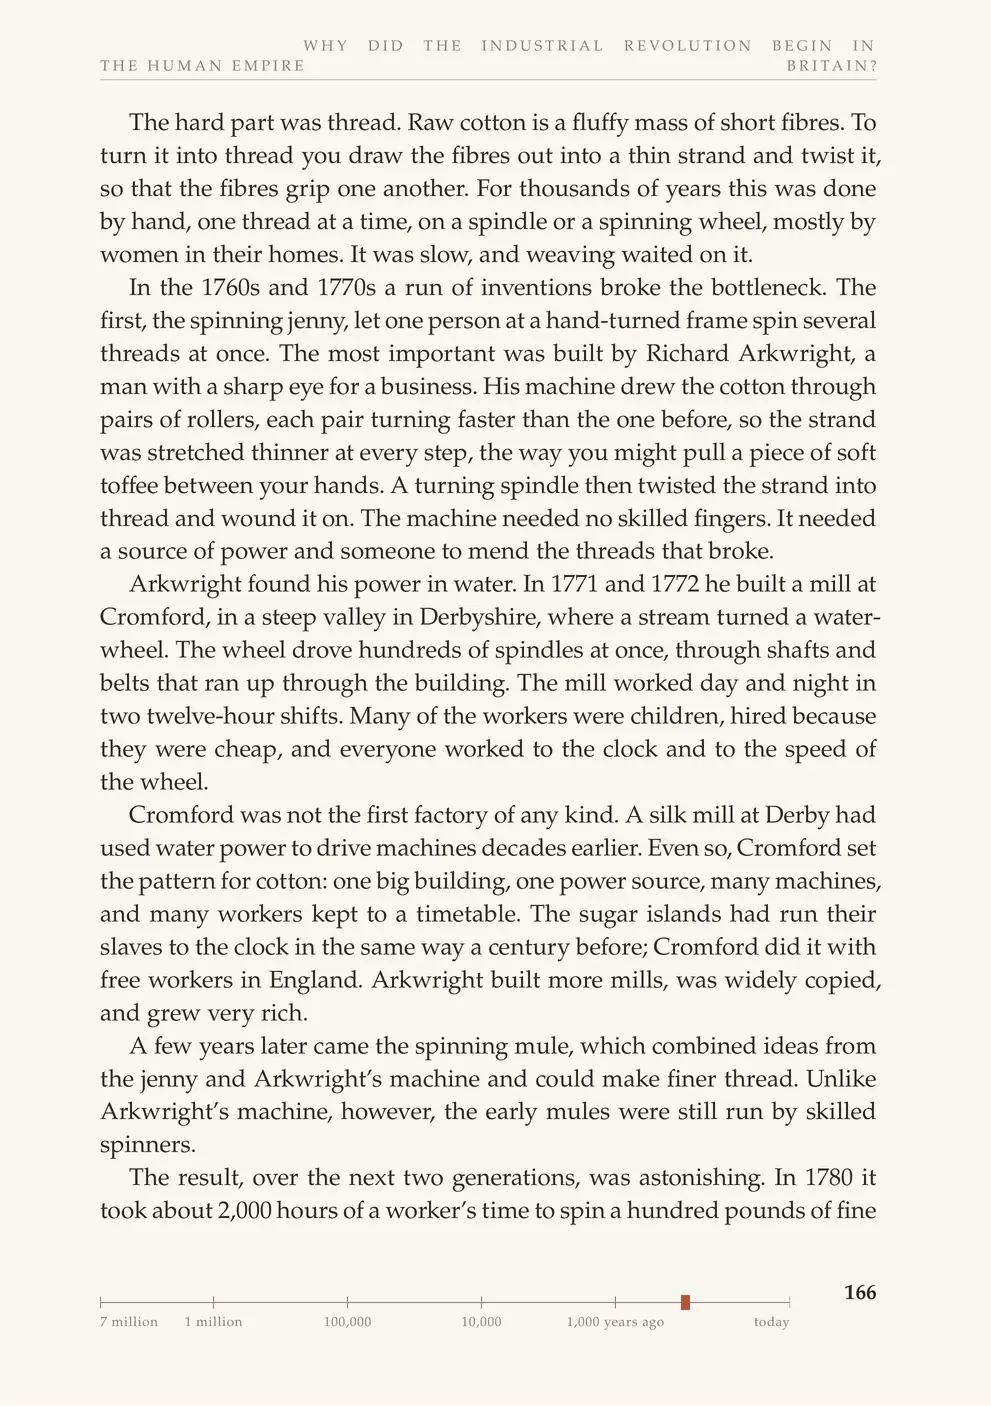 WHY DID THE INDUSTRIAL REVOLUTION BEGIN IN
THE HUMAN EMPIRE BRITAIN?
The hard part was thread. Raw cotton is a fluffy mass of short fibres. To
turn it into thread you draw the fibres out into a thin strand and twist it,
so that the fibres grip one another. For thousands of years this was done
by hand, one thread at a time, on a spindle or a spinning wheel, mostly by
women in their homes. It was slow, and weaving waited on it.
In the 1760s and 1770s a run of inventions broke the bottleneck. The
first, the spinning jenny, let one person at a hand-turned frame spin several
threads at once. The most important was built by Richard Arkwright, a
man with a sharp eye for a business. His machine drew the cotton through
pairs of rollers, each pair turning faster than the one before, so the strand
was stretched thinner at every step, the way you might pull a piece of soft
toffee between your hands. A turning spindle then twisted the strand into
thread and wound it on. The machine needed no skilled fingers. It needed
a source of power and someone to mend the threads that broke.
Arkwright found his power in water. In 1771 and 1772 he built a mill at
Cromford, in a steep valley in Derbyshire, where a stream turned a water-
wheel. The wheel drove hundreds of spindles at once, through shafts and
belts that ran up through the building. The mill worked day and night in
two twelve-hour shifts. Many of the workers were children, hired because
they were cheap, and everyone worked to the clock and to the speed of
the wheel.
Cromford was not the first factory of any kind. A silk mill at Derby had
used water power to drive machines decades earlier. Even so, Cromford set
the pattern for cotton: one big building, one power source, many machines,
and many workers kept to a timetable. The sugar islands had run their
slaves to the clock in the same way a century before; Cromford did it with
free workers in England. Arkwright built more mills, was widely copied,
and grew very rich.
A few years later came the spinning mule, which combined ideas from
the jenny and Arkwright's machine and could make finer thread. Unlike
Arkwright's machine, however, the early mules were still run by skilled
spinners.
The result, over the next two generations, was astonishing. In 1780 it
took about 2,000 hours of a worker's time to spin a hundred pounds of fine
166
7 million 1 million 100,000 10,000 1,000 years ago today